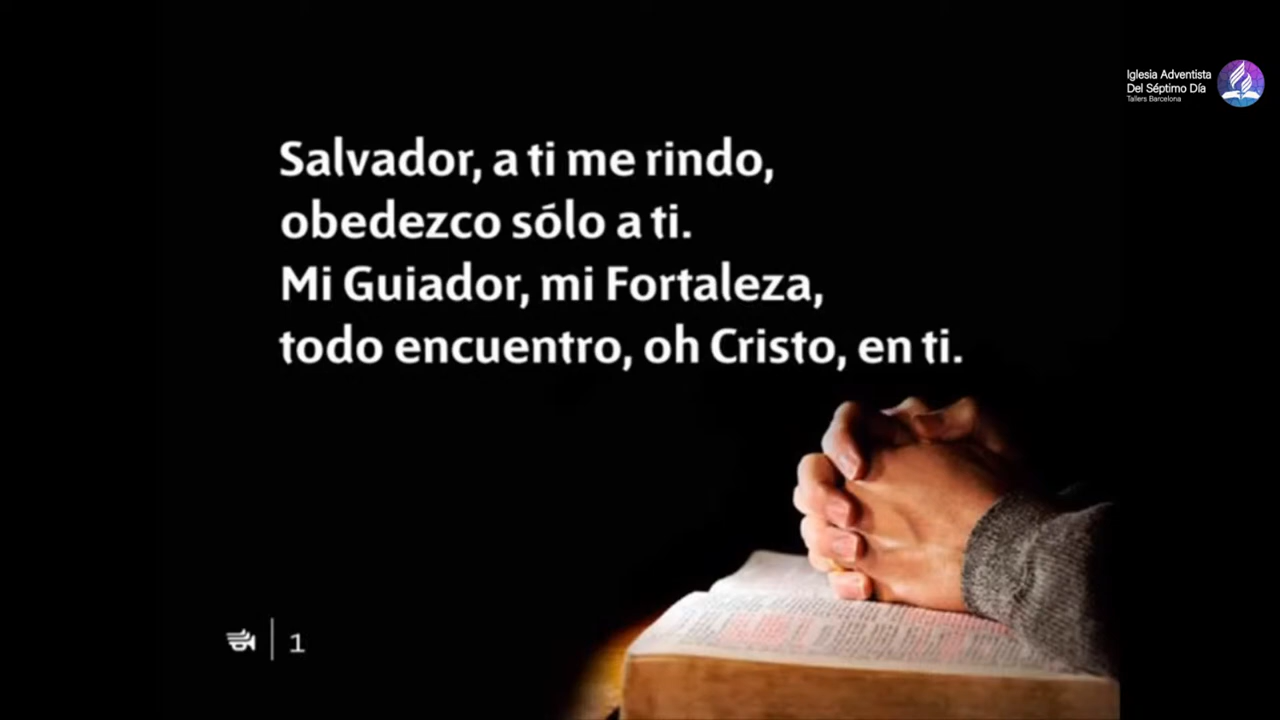 Iglesia Adventista
Del Séptimo Día
Tallers Barcelona
Salvador, a ti me rindo,
obedezco sólo a ti.
Mi Guiador, mi Fortaleza,
todo encuentro, oh Cristo, en ti.
1